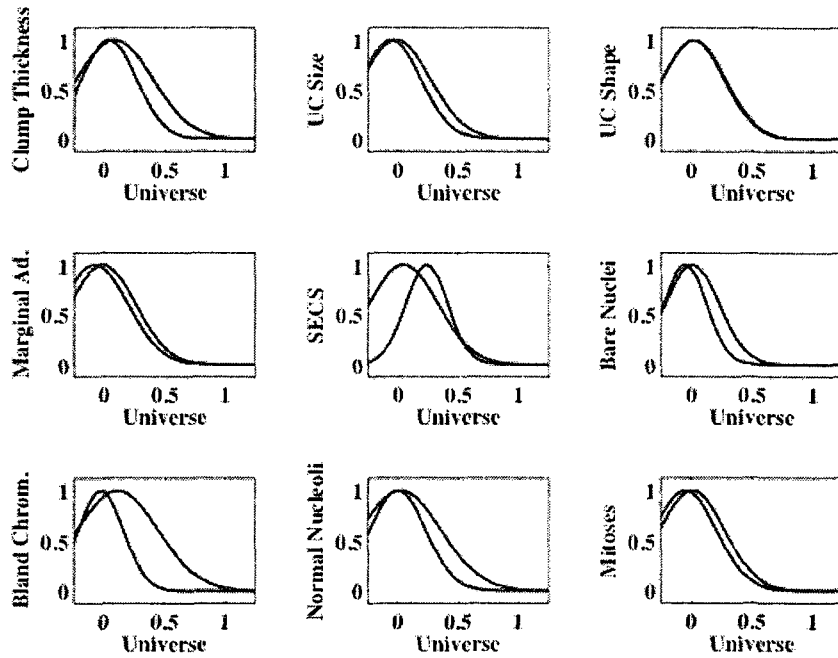 Clump Thickness
1
0.5
0
0 0.5 1
Universe
UC Size
1
0.5
0
0 0.5 1
Universe
UC Shape
1
0.5
0
0 0.5 1
Universe
Marginal Ad.
1
0.5
0
0 0.5 1
Universe
SECS
1
0.5
0
0 0.5 1
Universe
Bare Nuclei
1
0.5
0
0 0.5 1
Universe
Bland Chrom.
1
0.5
0
0 0.5 1
Universe
Normal Nucleoli
1
0.5
0
0 0.5 1
Universe
Mitoses
1
0.5
0
0 0.5 1
Universe